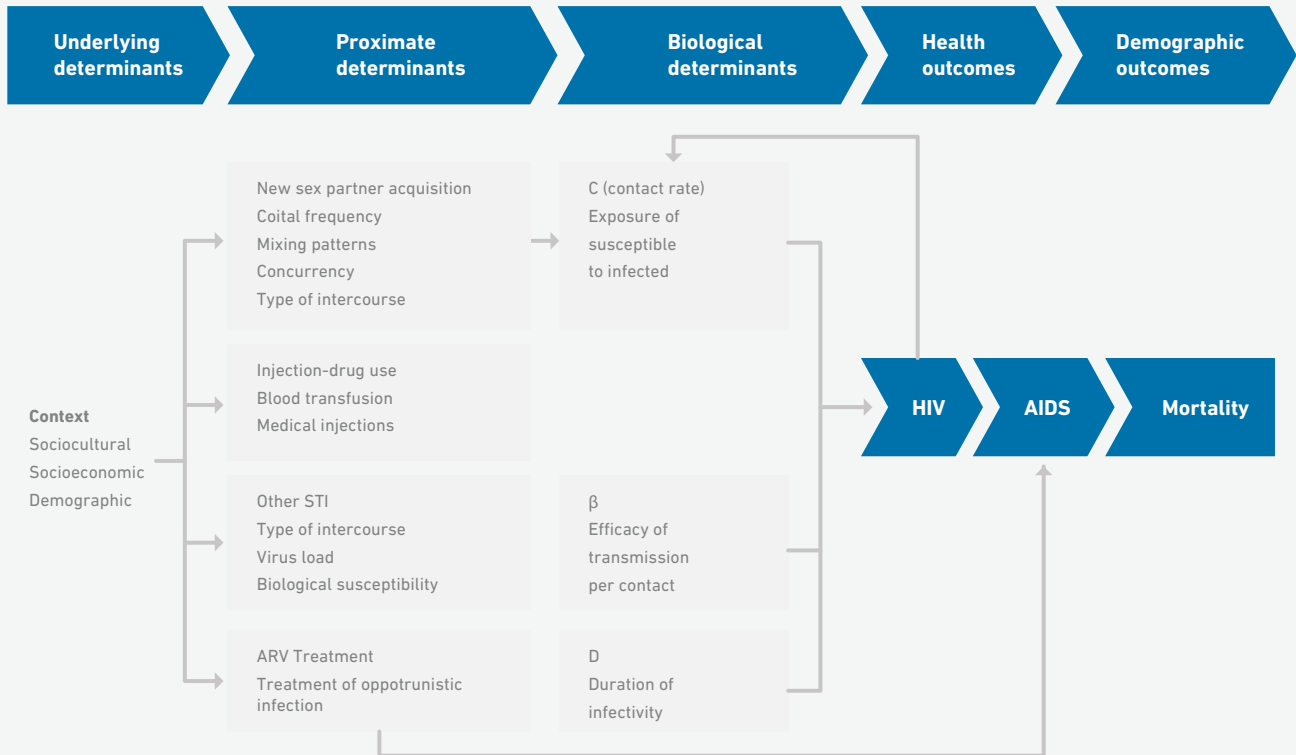 Underlying
determinants
Proximate
determinants
Biological
determinants
Health
outcomes
Demographic
outcomes
Context
Sociocultural
Socioeconomic
Demographic
New sex partner acquisition
Coital frequency
Mixing patterns
Concurrency
Type of intercourse
Injection-drug use
Blood transfusion
Medical injections
Other STI
Type of intercourse
Virus load
Biological susceptibility
ARV Treatment
Treatment of oppotrunistic
infection
C (contact rate)
Exposure of
susceptible
to infected
β
Efficacy of
transmission
per contact
D
Duration of
infectivity
HIV
AIDS
Mortality